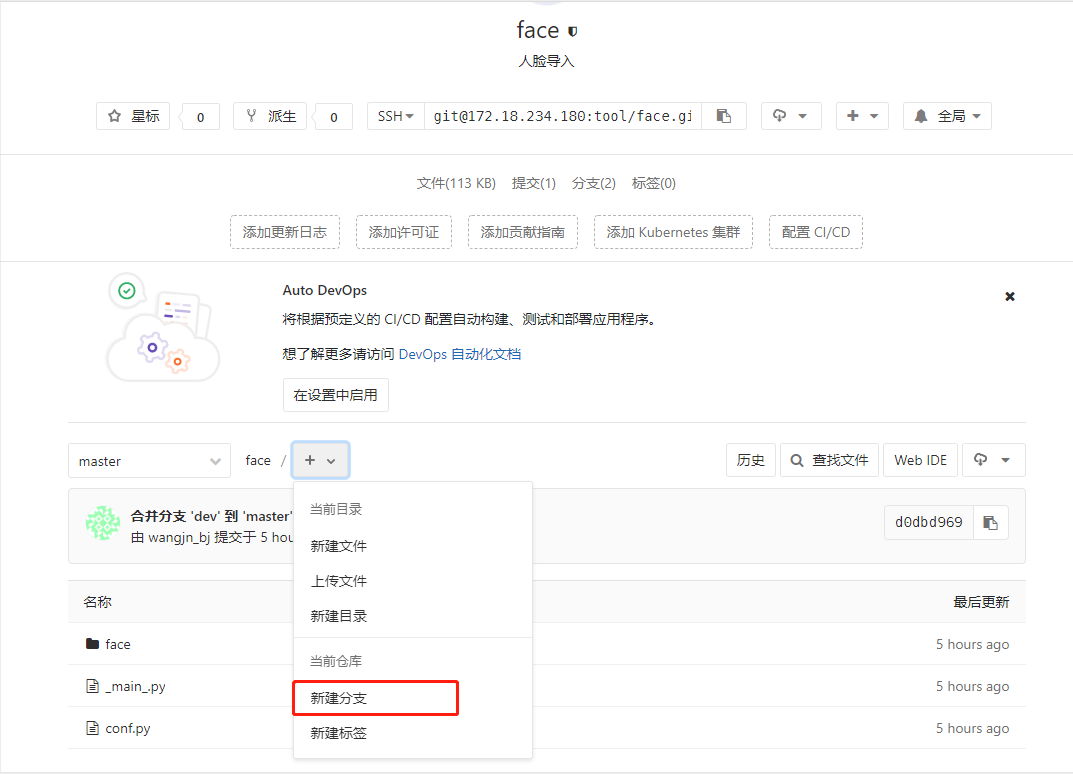 face
人脸导入
星标 0 派生 0 SSH git@172.18.234.180:tool/face.gi 全局
文件(113 KB) 提交(1) 分支(2) 标签(0)
添加更新日志 添加许可证 添加贡献指南 添加 Kubernetes 集群 配置 CI/CD
Auto DevOps
将根据预定义的 CI/CD 配置自动构建、测试和部署应用程序。
想了解更多请访问 DevOps 自动化文档
在设置中启用
master face / 历史 查找文件 Web IDE
合并分支 'dev' 到 'master'
由 wangjn_bj 提交于 5 hou
d0dbd969
当前目录
新建文件
上传文件
新建目录
当前仓库
新建分支
新建标签
名称 最后更新
face 5 hours ago
_main_.py 5 hours ago
conf.py 5 hours ago